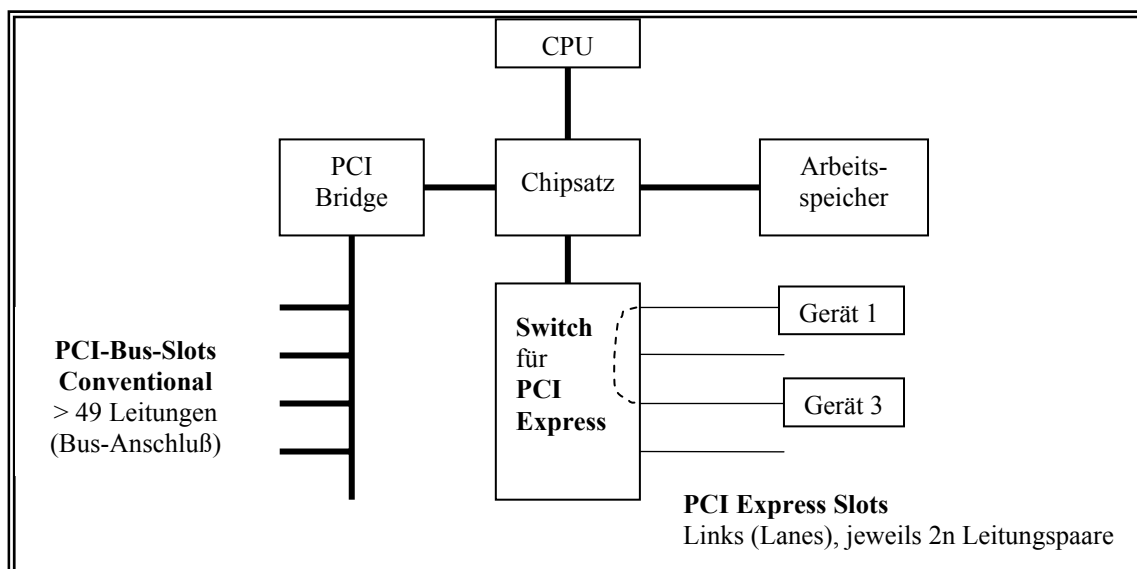 CPU
PCI
Bridge
Chipsatz
Arbeits-
speicher
PCI-Bus-Slots
Conventional
> 49 Leitungen
(Bus-Anschluß)
Switch
für
PCI
Express
Gerät 1
Gerät 3
PCI Express Slots
Links (Lanes), jeweils 2n Leitungspaare